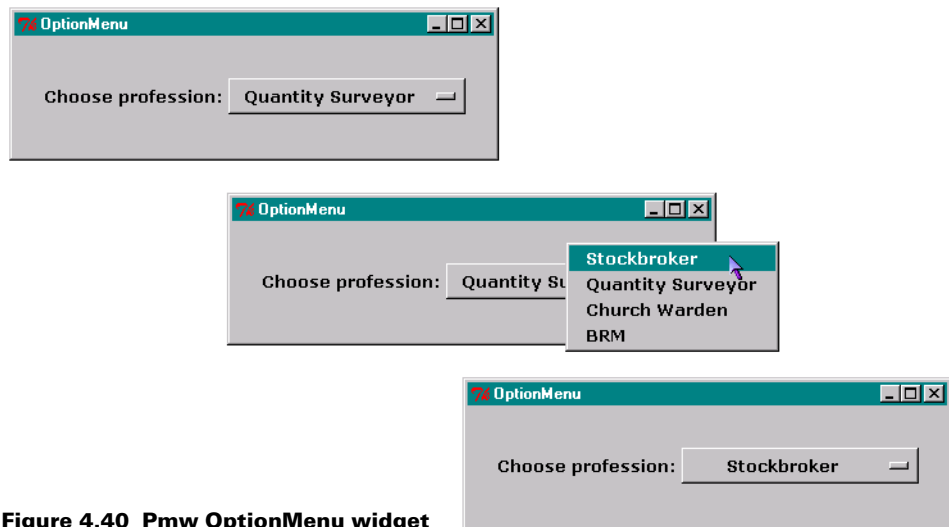 OptionMenu
Choose profession: Quantity Surveyor
OptionMenu
Choose profession: Quantity Su
Stockbroker
Quantity Surveyor
Church Warden
BRM
OptionMenu
Choose profession: Stockbroker
Figure 4.40 Pmw OptionMenu widget